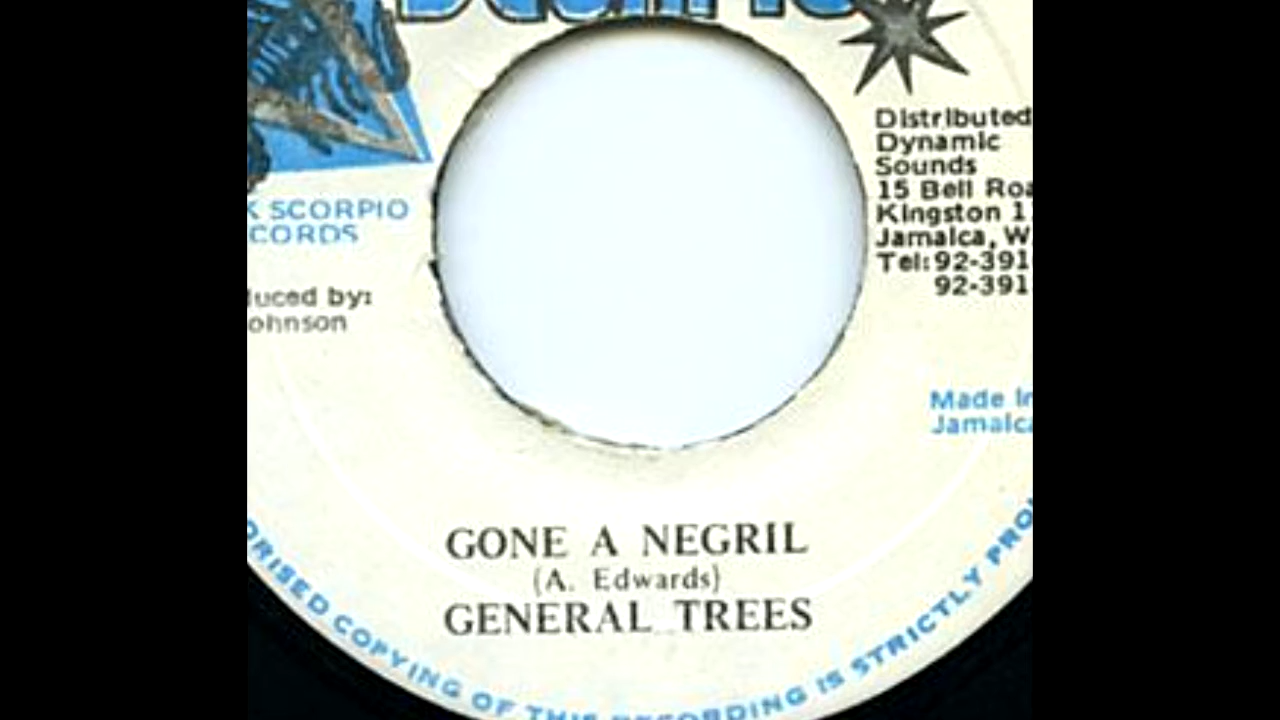 K SCORPIO
CORDS
duced by:
ohnson
Distributed
Dynamic
Sounds
15 Bell Roa
Kingston 1
Jamaica, W.
Tel: 92-391
92-391
Made In
Jamaica
GONE A NEGRIL
(A. Edwards)
GENERAL TREES
ORISED COPYING OF THIS RECORDING IS STRICTLY PRO